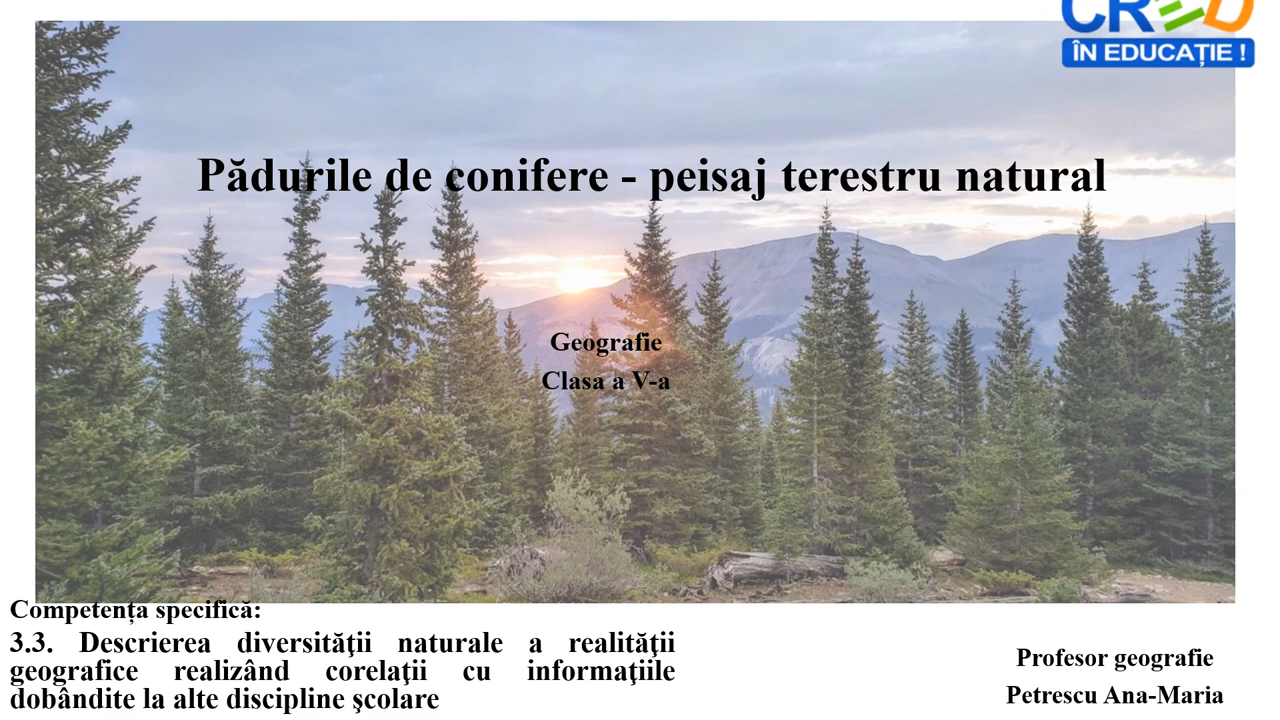 CRED
ÎN EDUCAȚIE !
Pădurile de conifere - peisaj terestru natural
Geografie
Clasa a V-a
Competența specifică:
3.3. Descrierea diversităţii naturale a realităţii
geografice realizând corelaţii cu informaţiile
dobândite la alte discipline şcolare
Profesor geografie
Petrescu Ana-Maria